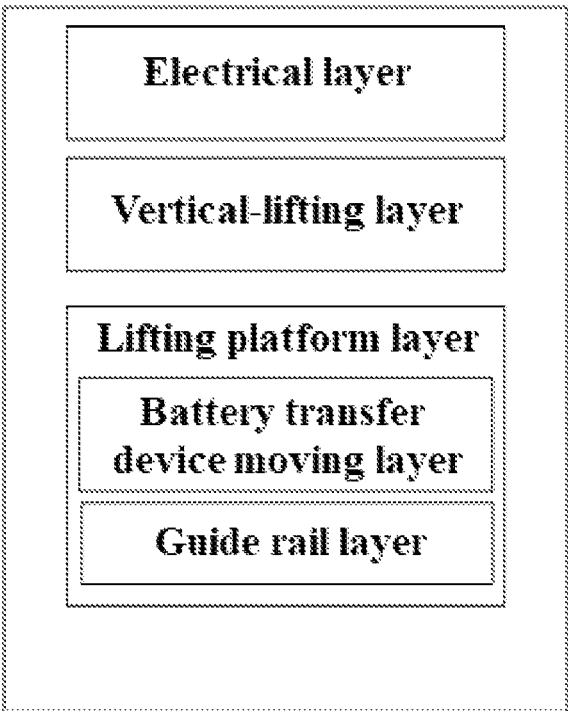 Electrical layer
Vertical-lifting layer
Lifting platform layer
Battery transfer
device moving layer
Guide rail layer